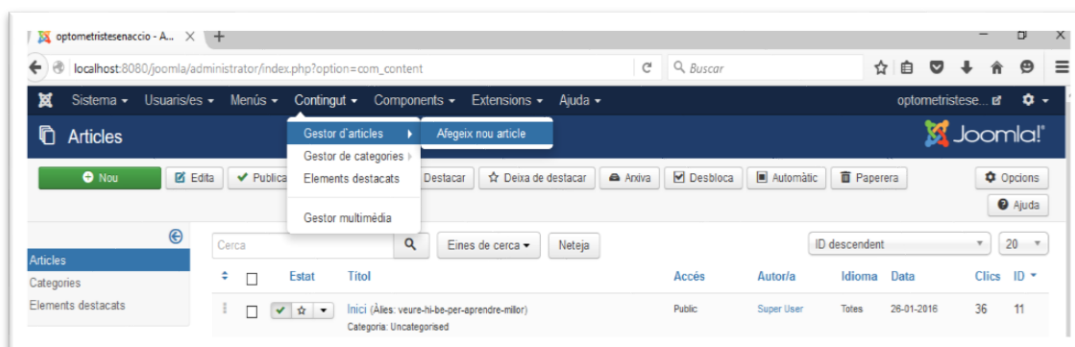 optometristesenaccio - A...
localhost:8080/joomla/administrator/index.php?option=com_content
Buscar
Sistema Usuaris/es Menús Contingut Components Extensions Ajuda optometristese...
Articles
Joomla!
Gestor d'articles Afegeix nou article
Gestor de categories
Elements destacats
Gestor multimèdia
Nou Edita Publica Destacar Deixa de destacar Arxiva Desbloca Automàtic Paperera Opcions
Ajuda
Cerca Eines de cerca Neteja ID descendent 20
Articles
Categories
Elements destacats
Estat Títol Accés Autor/a Idioma Data Clics ID
Inici (Àlies: veure-hi-be-per-aprendre-millor) Public Super User Totes 26-01-2016 36 11
Categoria: Uncategorised